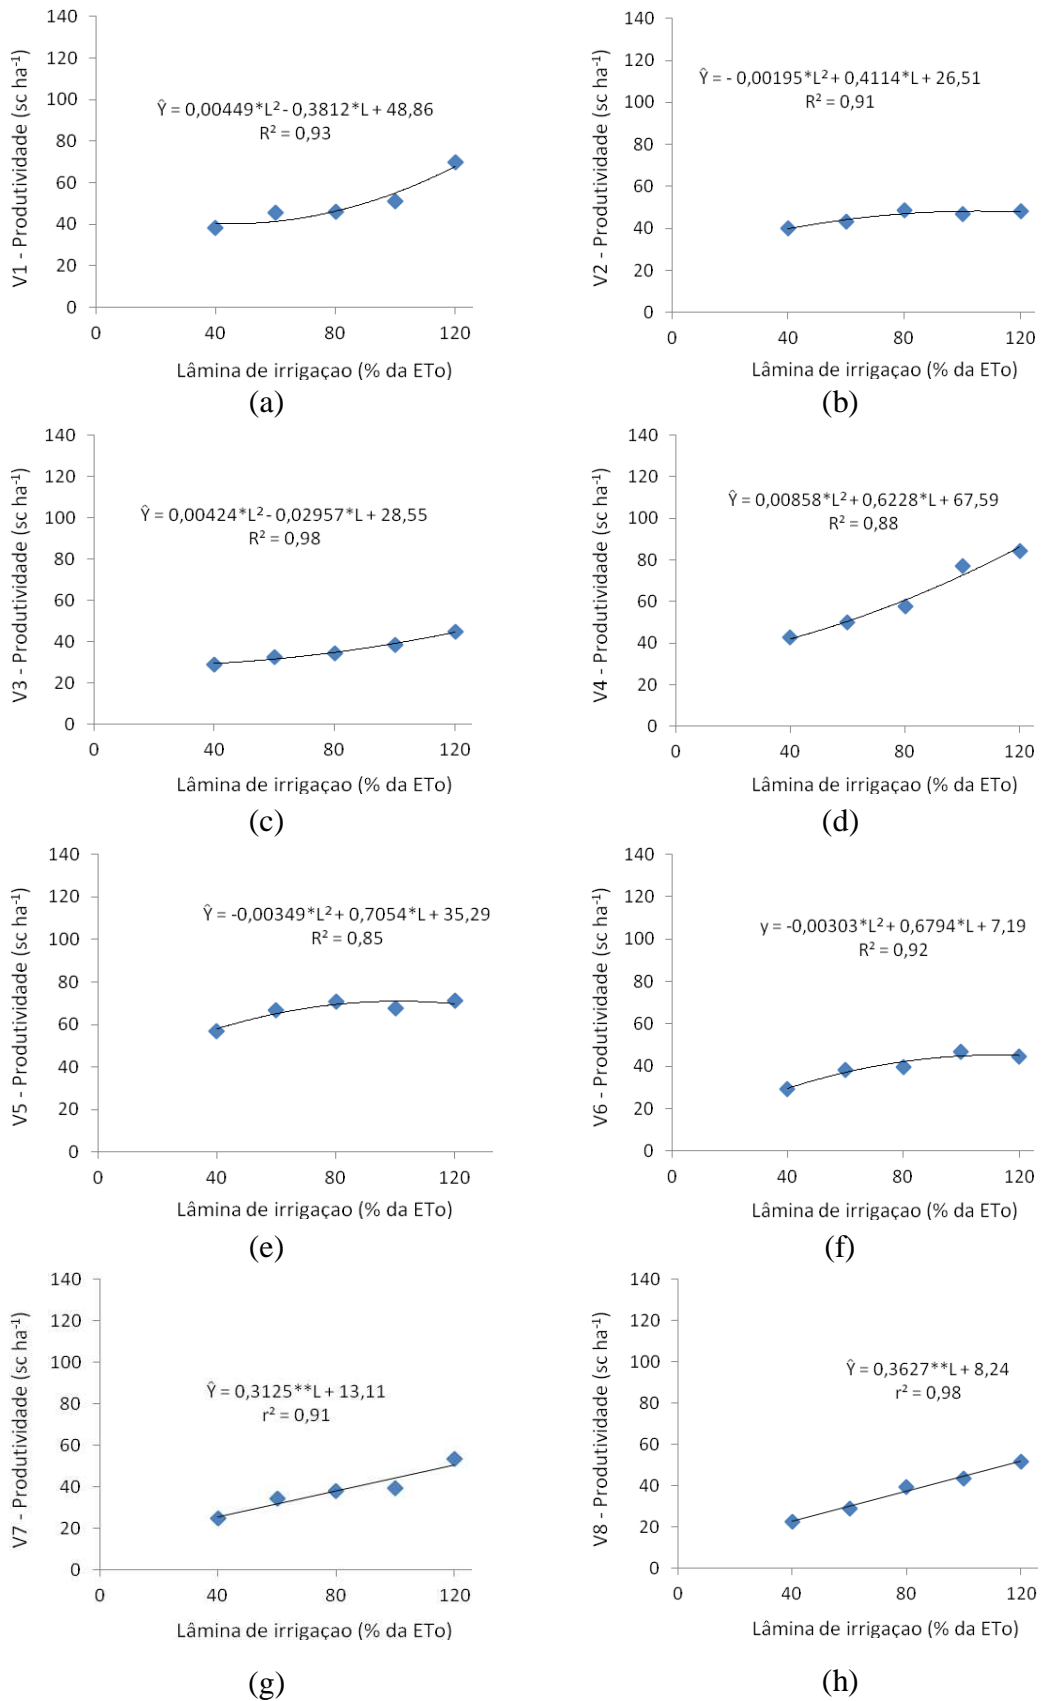 V1 - Produtividade (sc ha⁻¹)
140
120
100
80
60
40
20
0
Ŷ = 0,00449*L² - 0,3812*L + 48,86
R² = 0,93
0 40 80 120
Lâmina de irrigaçao (% da ETo)
(a)
V2 - Produtividade (sc ha⁻¹)
140
120
100
80
60
40
20
0
Ŷ = - 0,00195*L² + 0,4114*L + 26,51
R² = 0,91
0 40 80 120
Lâmina de irrigaçao (% da ETo)
(b)
V3 - Produtividade (sc ha⁻¹)
140
120
100
80
60
40
20
0
Ŷ = 0,00424*L² - 0,02957*L + 28,55
R² = 0,98
0 40 80 120
Lâmina de irrigaçao (% da ETo)
(c)
V4 - Produtividade (sc ha⁻¹)
140
120
100
80
60
40
20
0
Ŷ = 0,00858*L² + 0,6228*L + 67,59
R² = 0,88
0 40 80 120
Lâmina de irrigaçao (% da ETo)
(d)
V5 - Produtividade (sc ha⁻¹)
140
120
100
80
60
40
20
0
Ŷ = -0,00349*L² + 0,7054*L + 35,29
R² = 0,85
0 40 80 120
Lâmina de irrigaçao (% da ETo)
(e)
V6 - Produtividade (sc ha⁻¹)
140
120
100
80
60
40
20
0
y = -0,00303*L² + 0,6794*L + 7,19
R² = 0,92
0 40 80 120
Lâmina de irrigaçao (% da ETo)
(f)
V7 - Produtividade (sc ha⁻¹)
140
120
100
80
60
40
20
0
Ŷ = 0,3125**L + 13,11
r² = 0,91
0 40 80 120
Lâmina de irrigaçao (% da ETo)
(g)
V8 - Produtividade (sc ha⁻¹)
140
120
100
80
60
40
20
0
Ŷ = 0,3627**L + 8,24
r² = 0,98
0 40 80 120
Lâmina de irrigaçao (% da ETo)
(h)